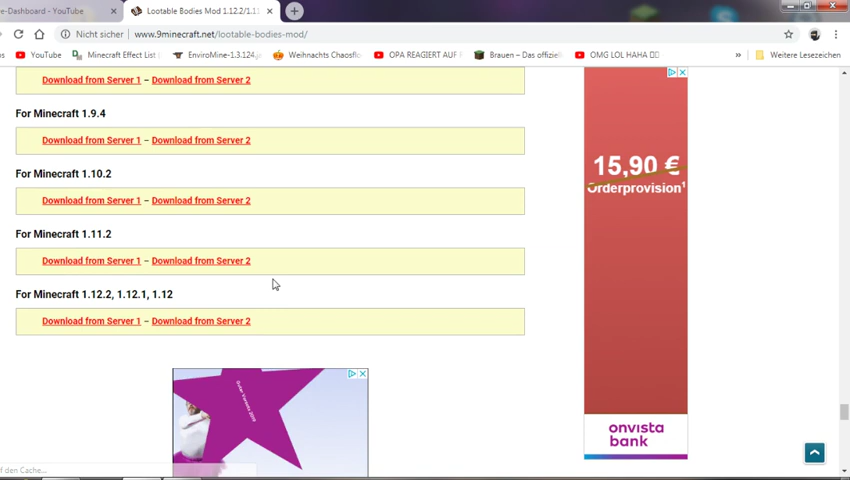 e-Dashboard - YouTube
Lootable Bodies Mod 1.12.2/1.11
Nicht sicher
www.9minecraft.net/lootable-bodies-mod/
YouTube
Minecraft Effect List
EnviroMine-1.3.124.j
Weihnachts Chaosflo
OPA REAGIERT AUF
Brauen – Das offizie
OMG LOL HAHA
»
Weitere Lesezeichen
Download from Server 1 – Download from Server 2
For Minecraft 1.9.4
Download from Server 1 – Download from Server 2
For Minecraft 1.10.2
Download from Server 1 – Download from Server 2
For Minecraft 1.11.2
Download from Server 1 – Download from Server 2
For Minecraft 1.12.2, 1.12.1, 1.12
Download from Server 1 – Download from Server 2
15,90 €
Orderprovision¹
onvista
bank
f den Cache...